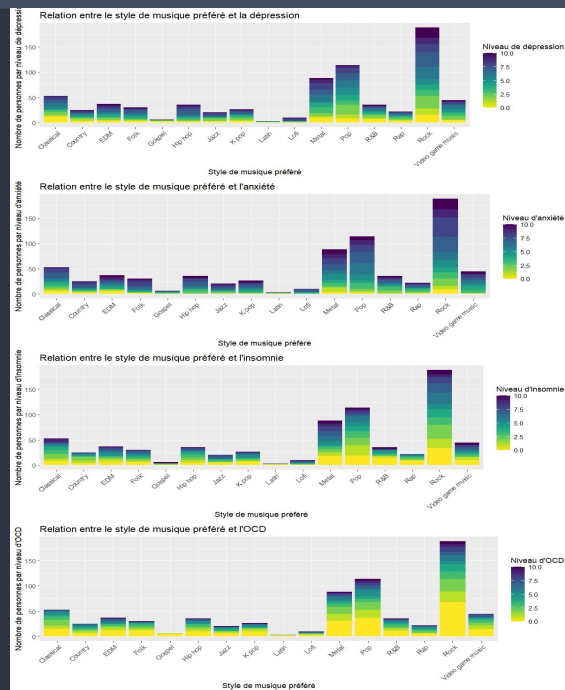 Relation entre le style de musique préféré et la dépression
Nombre de personnes par niveau de dépression
150
100
50
0
Classical
Country
EDM
Folk
Gospel
Hip hop
Jazz
K pop
Latin
Lofi
Metal
Pop
R&B
Rap
Rock
Video game music
Style de musique préféré
Niveau de dépression
10.0
7.5
5.0
2.5
0.0
Relation entre le style de musique préféré et l'anxiété
Nombre de personnes par niveau d'anxiété
150
100
50
0
Classical
Country
EDM
Folk
Gospel
Hip hop
Jazz
K pop
Latin
Lofi
Metal
Pop
R&B
Rap
Rock
Video game music
Style de musique préféré
Niveau d'anxiété
10.0
7.5
5.0
2.5
0.0
Relation entre le style de musique préféré et l'insomnie
Nombre de personnes par niveau d'Insomnie
150
100
50
0
Classical
Country
EDM
Folk
Gospel
Hip hop
Jazz
K pop
Latin
Lofi
Metal
Pop
R&B
Rap
Rock
Video game music
Style de musique préféré
Niveau d'Insomnie
10.0
7.5
5.0
2.5
0.0
Relation entre le style de musique préféré et l'OCD
Nombre de personnes par niveau d'OCD
150
100
50
0
Classical
Country
EDM
Folk
Gospel
Hip hop
Jazz
K pop
Latin
Lofi
Metal
Pop
R&B
Rap
Rock
Video game music
Style de musique préféré
Niveau d'OCD
10.0
7.5
5.0
2.5
0.0